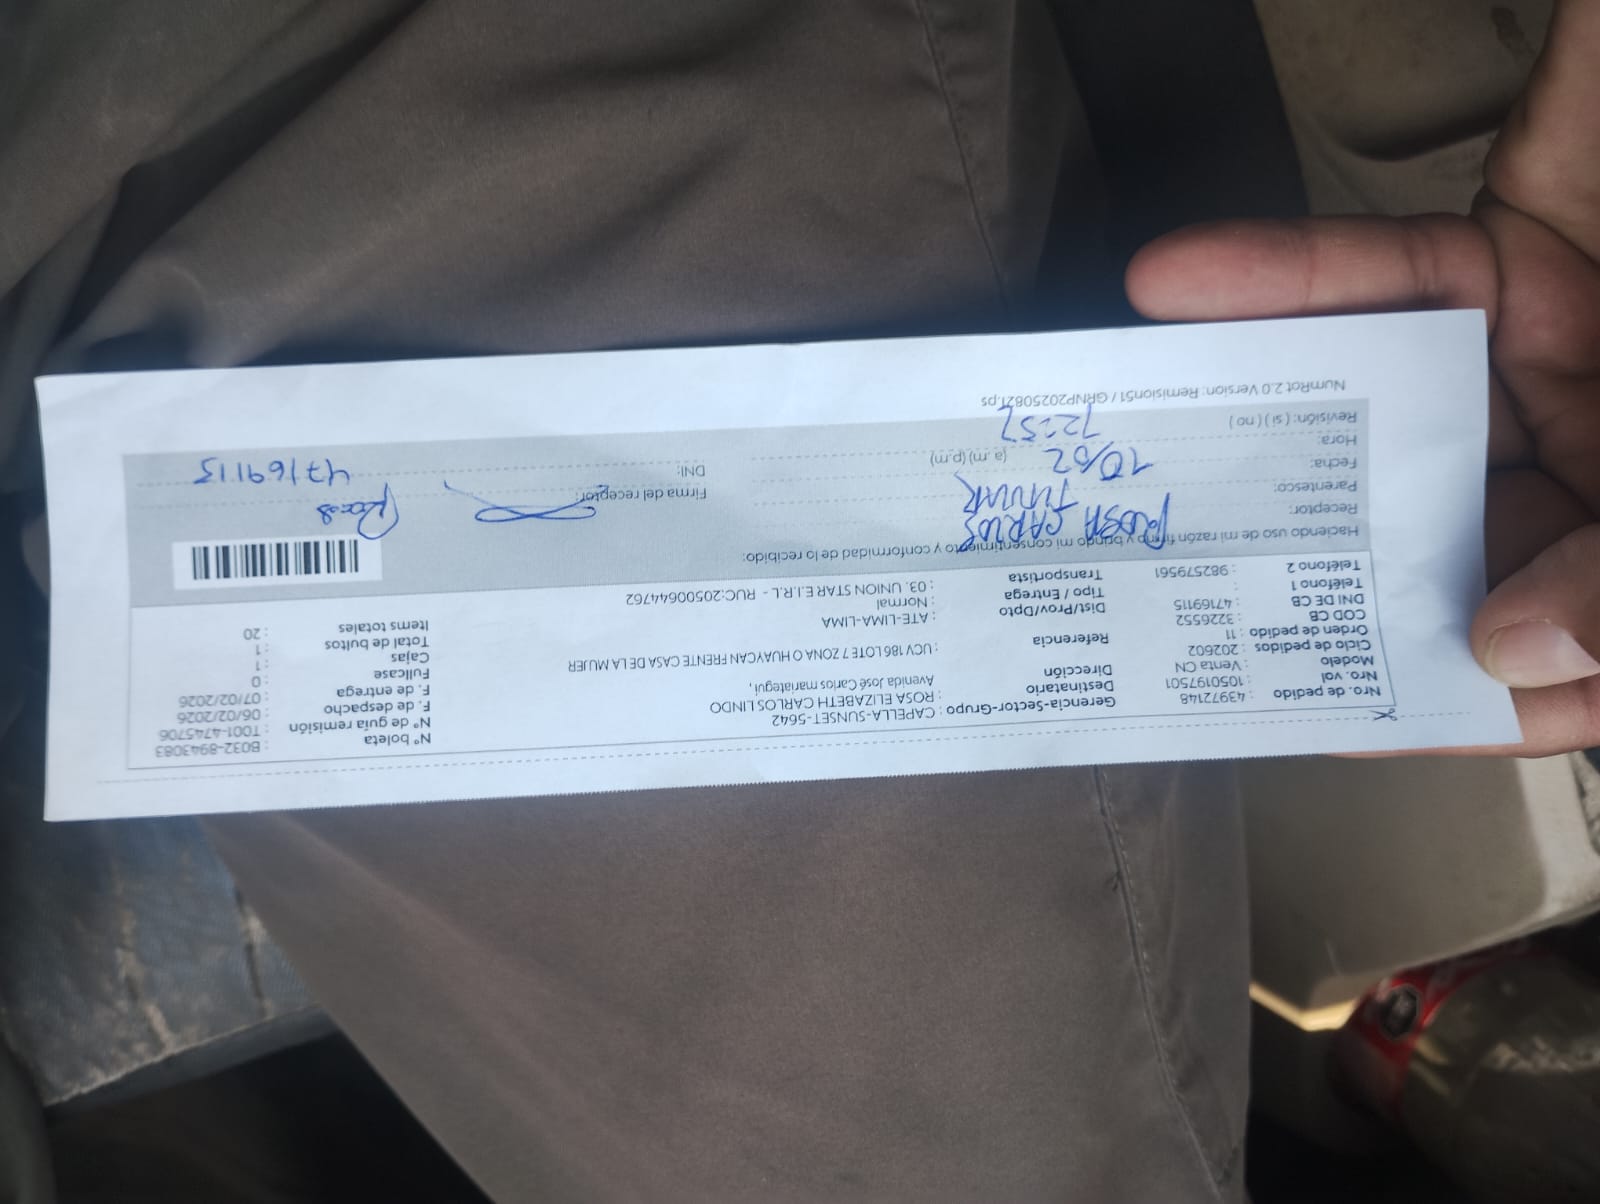 Nro. de pedido : 43972148
Nro. vol : 1050197501
Modelo : Venta CN
Ciclo de pedidos : 202602
Orden de pedido : 11
COD CB : 3226552
DNI DE CB : 47169115
Teléfono 1 :
Teléfono 2 : 982579561
Gerencia-Sector-Grupo : CAPELLA-SUNSET-5642
Destinatario : ROSA ELIZABETH CARLOS LINDO
Dirección Avenida José Carlos mariategui,
: UCV 186 LOTE 7 ZONA O HUAYCAN FRENTE CASA DE LA MUJER
Referencia
Dist/Prov/Dpto : ATE-LIMA-LIMA
Tipo / Entrega : Normal
Transportista : 03. UNION STAR E.I.R.L - RUC:20500644762
N° boleta : B032-8943083
N° de guía remisión : T001-4745706
F. de despacho : 06/02/2026
F. de entrega : 07/02/2026
Fullcase : 0
Cajas : 1
Total de bultos : 1
Items totales : 20
Haciendo uso de mi razón firmo y brindo mi consentimiento y conformidad de lo recibido:
Receptor: ROSA CARLOS
Parentesco: TITULAR
Fecha: 10/02
Hora: 12:57 (a.m) (p.m)
Revisión: ( si ) ( no )
Firma del receptor:
DNI: 47169115
NumRot 2.0 Version: Remision51 / GRNP20250827.ps